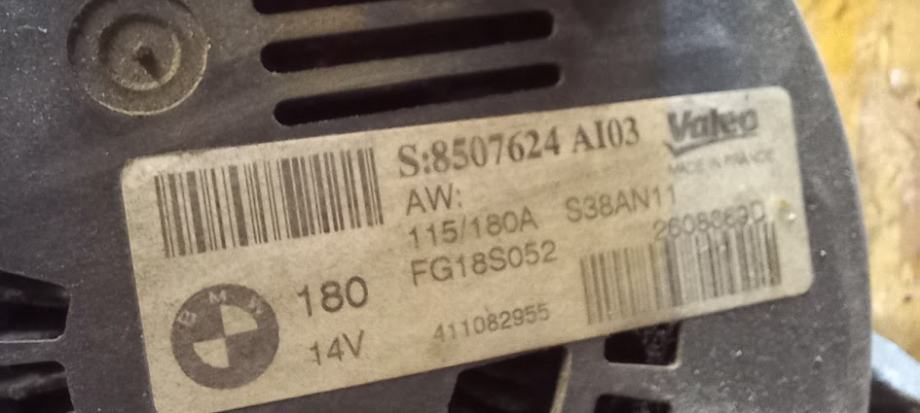 S:8507624 AI03
Valeo
MADE IN FRANCE
AW:
115/180A S38AN11
FG18S052
BMW
180
14V
411082955